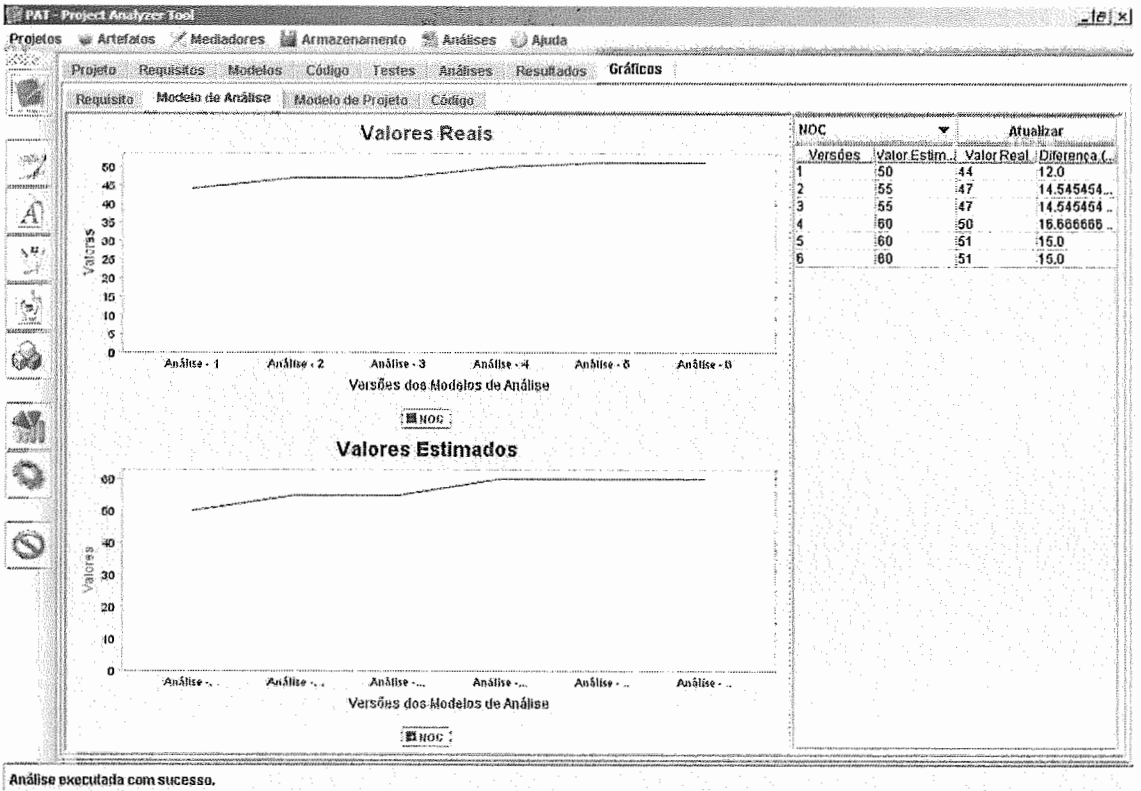 PAT - Project Analyzer Tool
Projetos Artefatos Mediadores Armazenamento Análises Ajuda
Projeto Requisitos Modelos Código Testes Análises Resultados Gráficos
Requisito Modelo de Análise Modelo de Projeto Código
Valores Reais
50
45
40
35
30
25
20
15
10
5
0
Valores
Análise - 1 Análise - 2 Análise - 3 Análise - 4 Análise - 5 Análise - 6
Versões dos Modelos de Análise
NOC
Valores Estimados
60
50
40
30
20
10
0
Valores
Análise -... Análise -... Análise -... Análise -... Análise -... Análise -...
Versões dos Modelos de Análise
NOC
NOC Atualizar
Versões Valor Estim... Valor Real Diferença (...
1 50 44 12.0
2 55 47 14.545454...
3 55 47 14.545454...
4 60 50 16.666666...
5 60 51 15.0
6 60 51 15.0
Análise executada com sucesso.